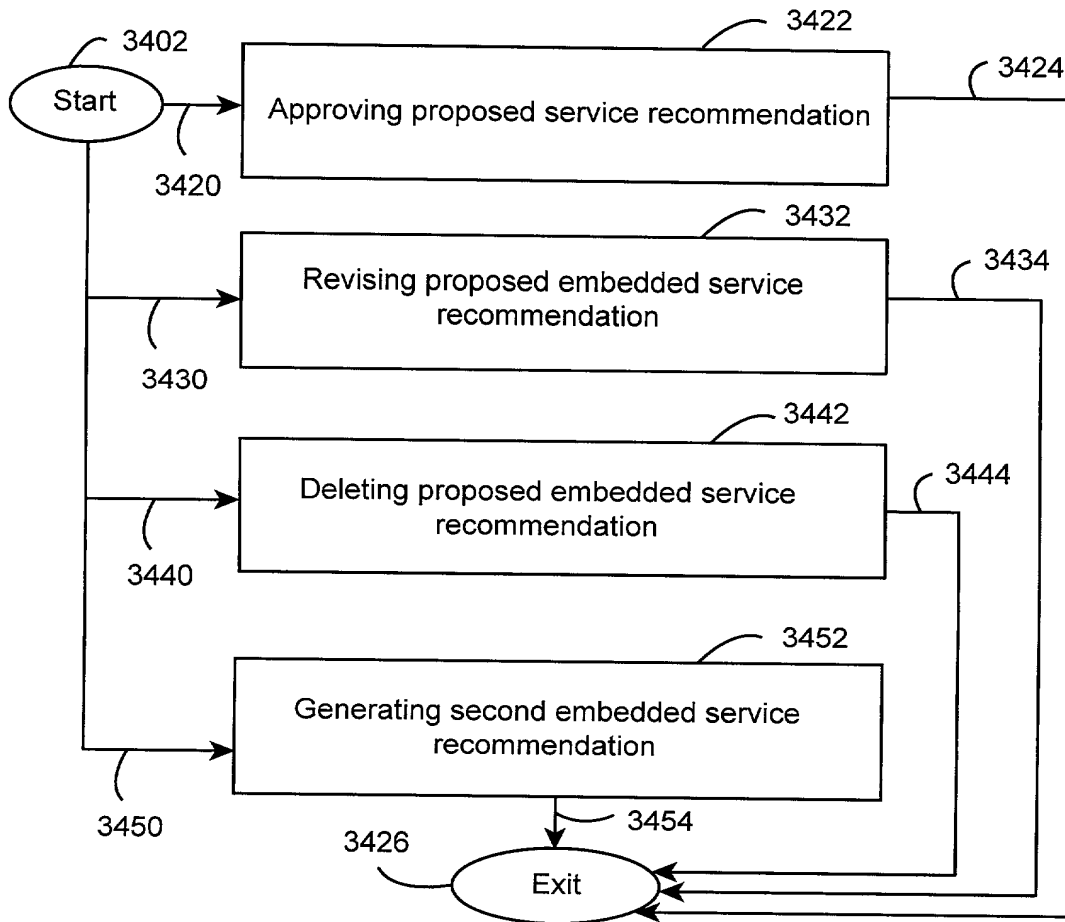 3402
Start
3420
3422
Approving proposed service recommendation
3424
3432
Revising proposed embedded service
recommendation
3434
3430
3442
Deleting proposed embedded service
recommendation
3444
3440
3452
Generating second embedded service
recommendation
3450
3454
3426
Exit